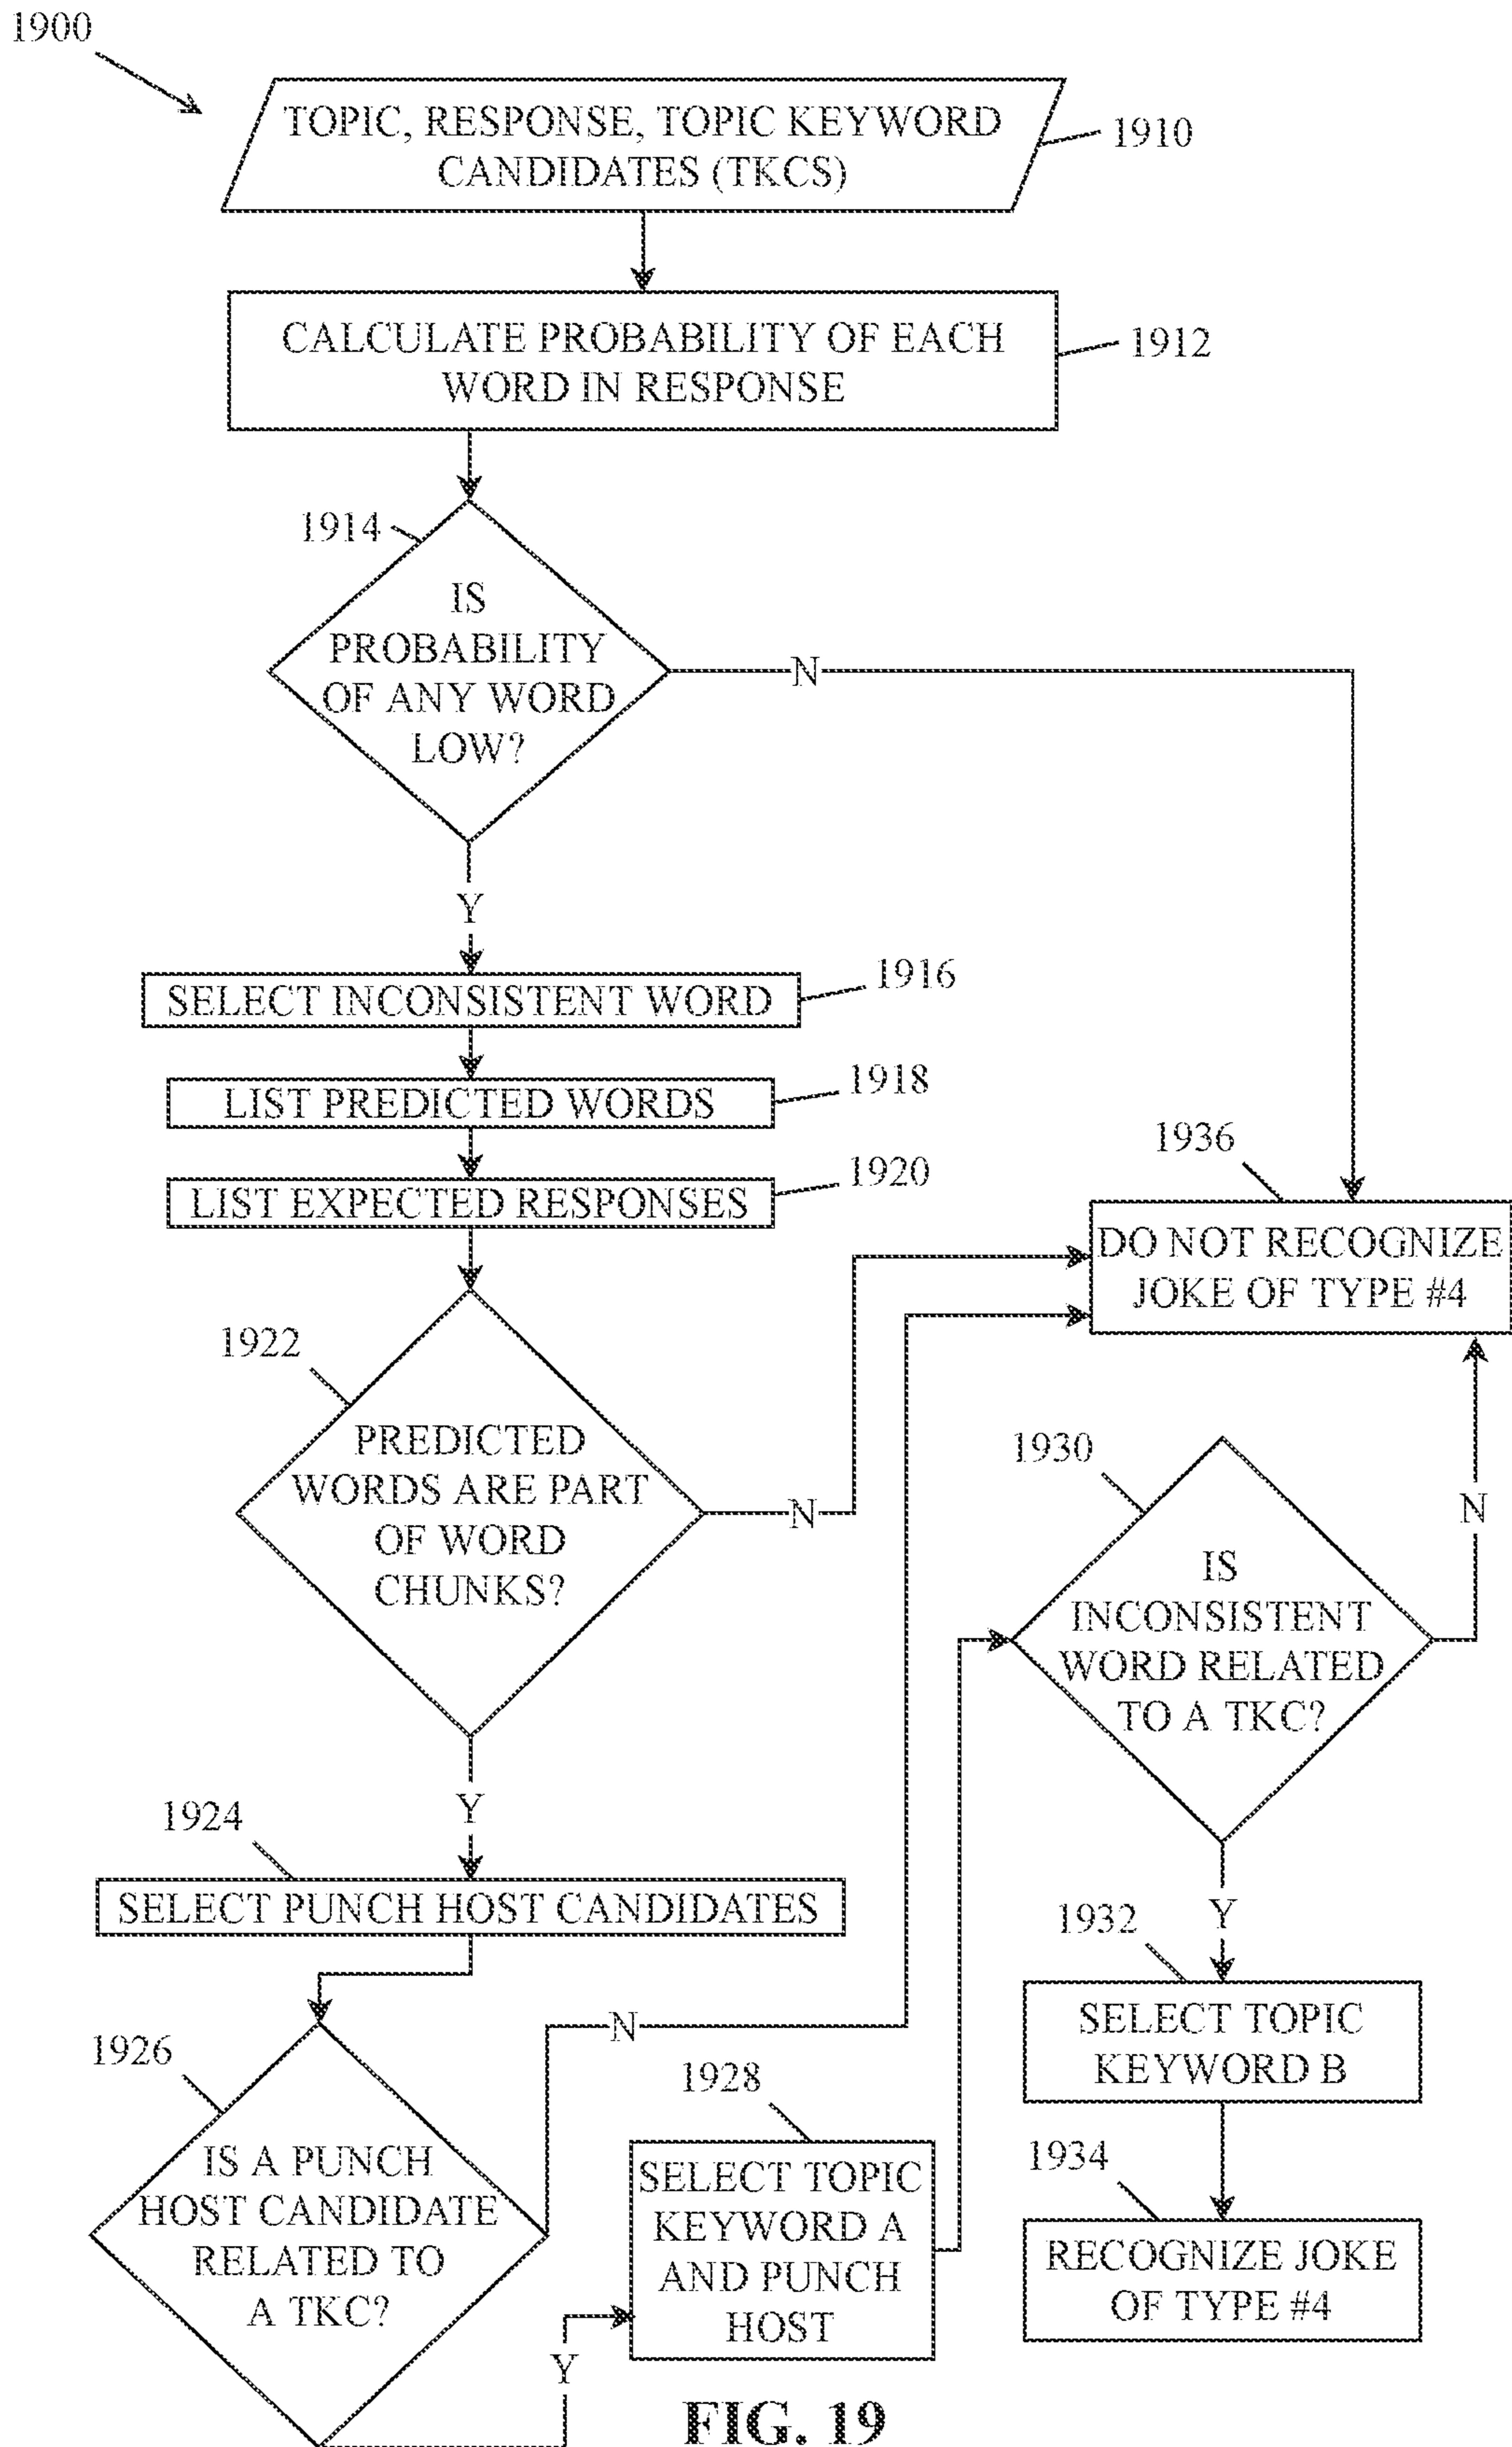 1900
TOPIC, RESPONSE, TOPIC KEYWORD
CANDIDATES (TKCS)
1910
CALCULATE PROBABILITY OF EACH
WORD IN RESPONSE
1912
1914
IS
PROBABILITY
OF ANY WORD
LOW?
N
Y
SELECT INCONSISTENT WORD
1916
LIST PREDICTED WORDS
1918
LIST EXPECTED RESPONSES
1920
1936
DO NOT RECOGNIZE
JOKE OF TYPE #4
1922
PREDICTED
WORDS ARE PART
OF WORD
CHUNKS?
N
Y
1924
SELECT PUNCH HOST CANDIDATES
1926
IS A PUNCH
HOST CANDIDATE
RELATED TO
A TKC?
N
Y
1928
SELECT TOPIC
KEYWORD A
AND PUNCH
HOST
1930
IS
INCONSISTENT
WORD RELATED
TO A TKC?
N
Y
1932
SELECT TOPIC
KEYWORD B
1934
RECOGNIZE JOKE
OF TYPE #4
FIG. 19